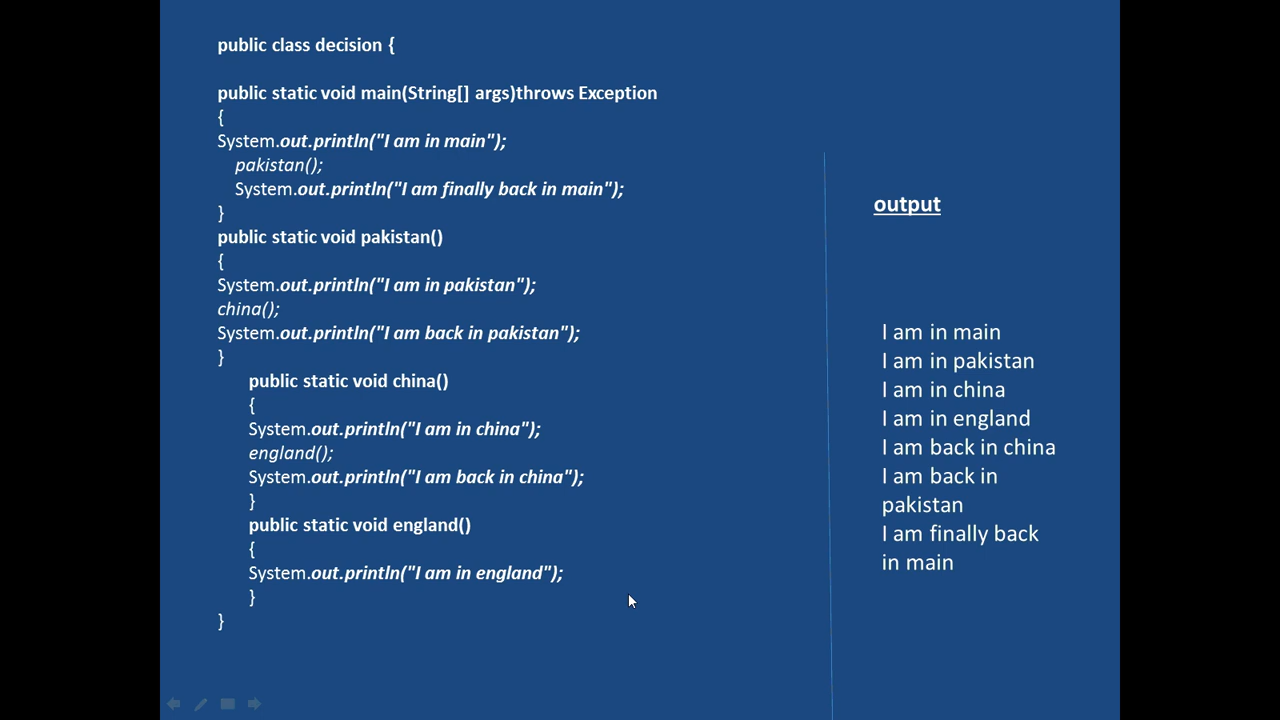 public class decision {
public static void main(String[] args)throws Exception
{
System.out.println("I am in main");
pakistan();
System.out.println("I am finally back in main");
}
public static void pakistan()
{
System.out.println("I am in pakistan");
china();
System.out.println("I am back in pakistan");
}
public static void china()
{
System.out.println("I am in china");
england();
System.out.println("I am back in china");
}
public static void england()
{
System.out.println("I am in england");
}
}
output
I am in main
I am in pakistan
I am in china
I am in england
I am back in china
I am back in
pakistan
I am finally back
in main